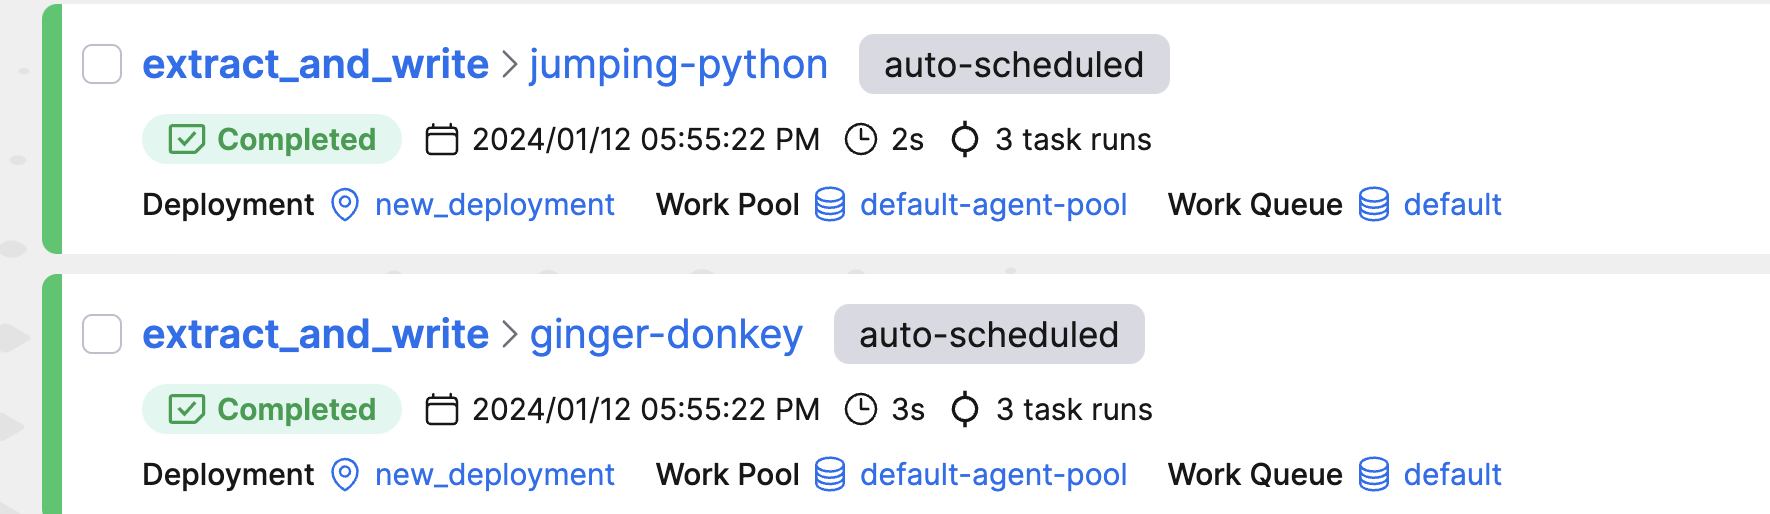 extract_and_write > jumping-python auto-scheduled
Completed 2024/01/12 05:55:22 PM 2s 3 task runs
Deployment new_deployment Work Pool default-agent-pool Work Queue default
extract_and_write > ginger-donkey auto-scheduled
Completed 2024/01/12 05:55:22 PM 3s 3 task runs
Deployment new_deployment Work Pool default-agent-pool Work Queue default